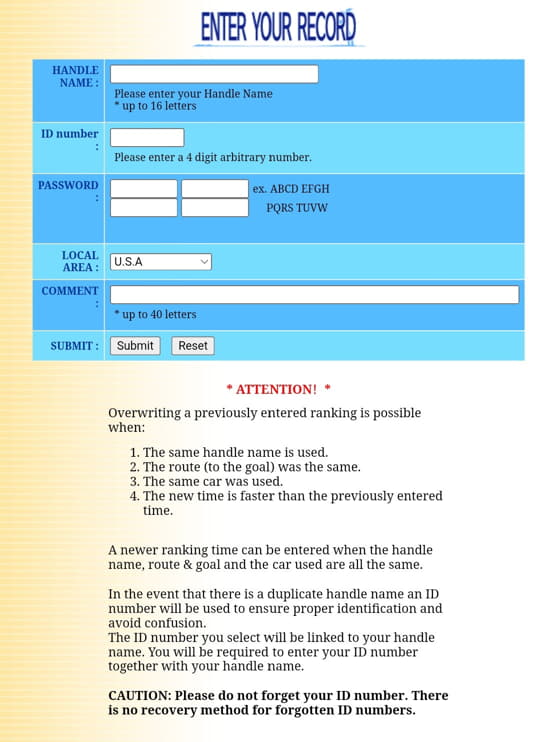 ENTER YOUR RECORD
HANDLE
NAME :
Please enter your Handle Name
* up to 16 letters
ID number
:
Please enter a 4 digit arbitrary number.
PASSWORD
:
ex. ABCD EFGH
PQRS TUVW
LOCAL
AREA :
U.S.A
COMMENT
:
* up to 40 letters
SUBMIT :
Submit Reset
* ATTENTION! *
Overwriting a previously entered ranking is possible
when:
1. The same handle name is used.
2. The route (to the goal) was the same.
3. The same car was used.
4. The new time is faster than the previously entered
time.
A newer ranking time can be entered when the handle
name, route & goal and the car used are all the same.
In the event that there is a duplicate handle name an ID
number will be used to ensure proper identification and
avoid confusion.
The ID number you select will be linked to your handle
name. You will be required to enter your ID number
together with your handle name.
CAUTION: Please do not forget your ID number. There
is no recovery method for forgotten ID numbers.